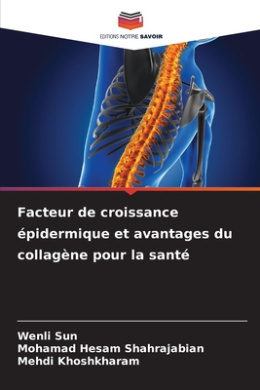 EDITIONS NOTRE SAVOIR
Facteur de croissance
épidermique et avantages du
collagène pour la santé
Wenli Sun
Mohamad Hesam Shahrajabian
Mehdi Khoshkharam